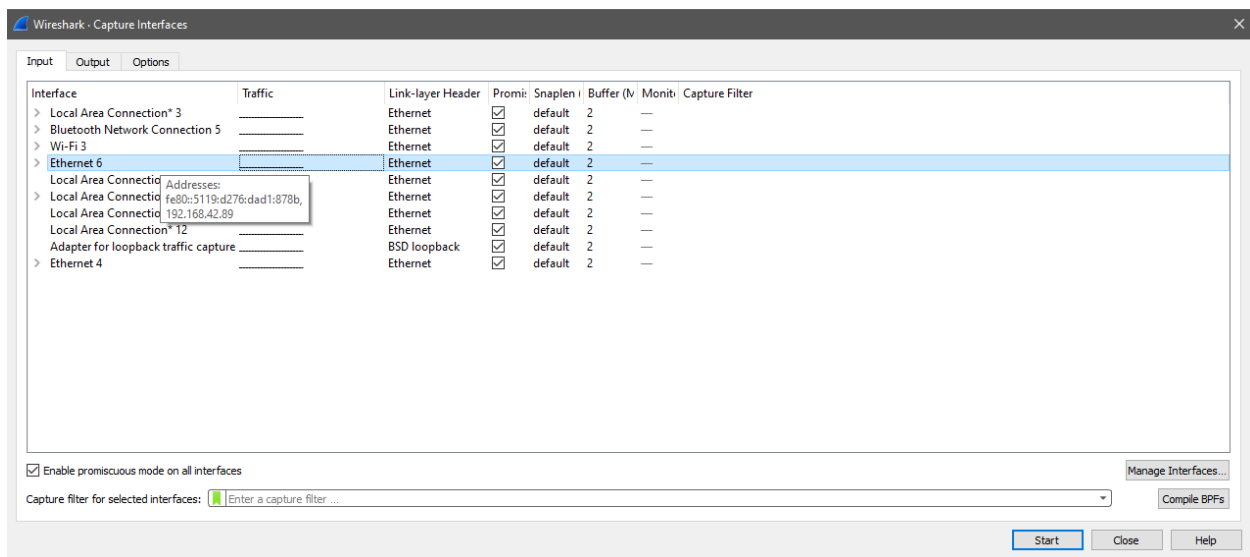 Wireshark · Capture Interfaces
Input Output Options
Interface Traffic Link-layer Header Promi Snaplen Buffer (M Monit Capture Filter
Local Area Connection* 3 Ethernet default 2 —
Bluetooth Network Connection 5 Ethernet default 2 —
Wi-Fi 3 Ethernet default 2 —
Ethernet 6 Ethernet default 2 —
Local Area Connectio Ethernet default 2 —
Addresses:
fe80::5119:d276:dad1:878b,
192.168.42.89
Local Area Connectio Ethernet default 2 —
Local Area Connectio Ethernet default 2 —
Local Area Connection* 12 Ethernet default 2 —
Adapter for loopback traffic capture BSD loopback default 2 —
Ethernet 4 Ethernet default 2 —
Enable promiscuous mode on all interfaces
Manage Interfaces...
Capture filter for selected interfaces: Enter a capture filter ...
Compile BPFs
Start Close Help